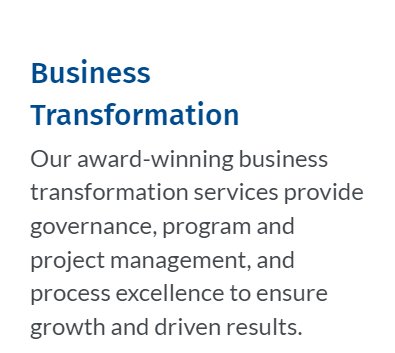 Business
Transformation
Our award-winning business
transformation services provide
governance, program and
project management, and
process excellence to ensure
growth and driven results.